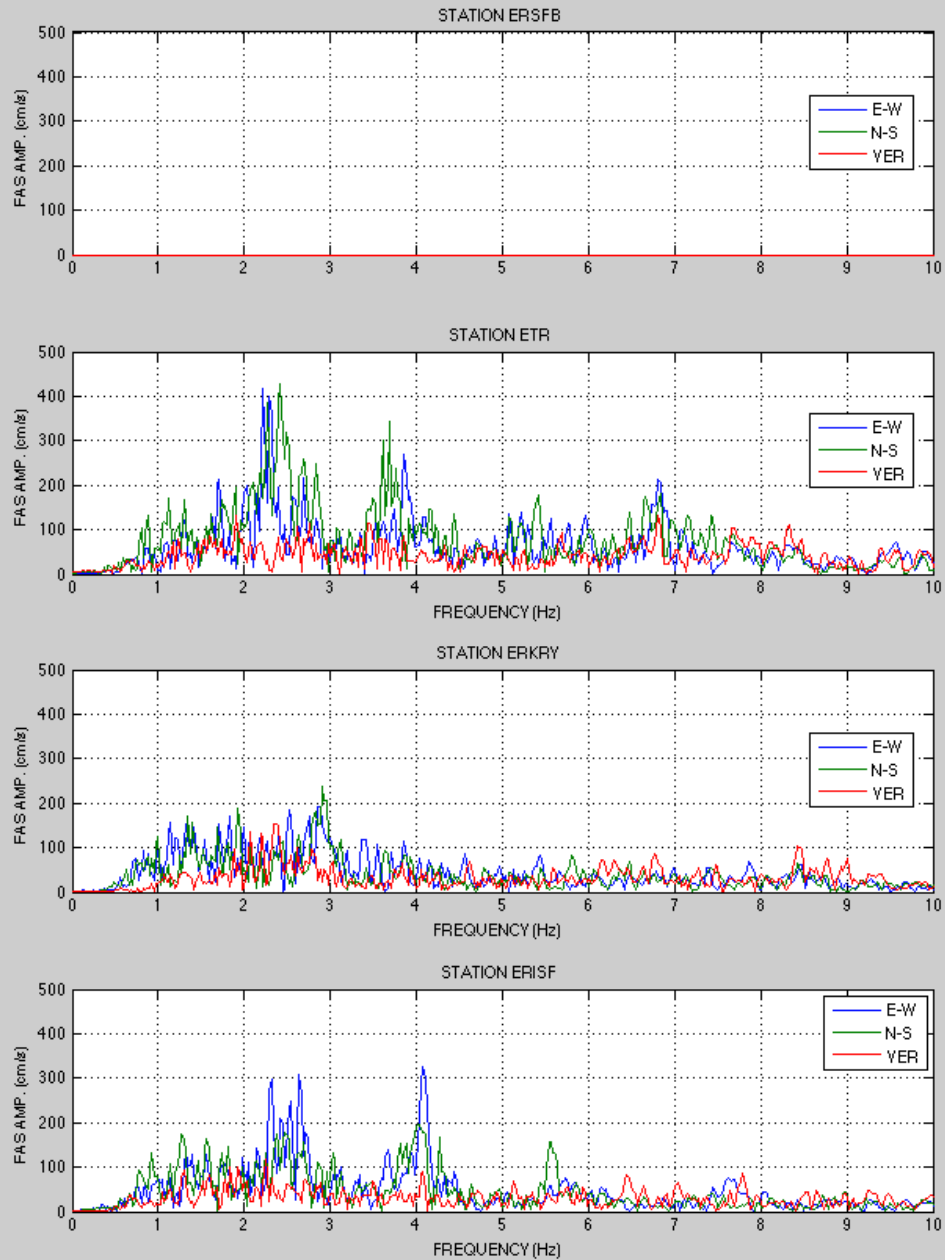 STATION ERSFB
500
400
300
200
100
0
FAS AMP. (cm/s)
E-W
N-S
VER
0 1 2 3 4 5 6 7 8 9 10
STATION ETR
500
400
300
200
100
0
FAS AMP. (cm/s)
E-W
N-S
VER
0 1 2 3 4 5 6 7 8 9 10
FREQUENCY (Hz)
STATION ERKRY
500
400
300
200
100
0
FAS AMP. (cm/s)
E-W
N-S
VER
0 1 2 3 4 5 6 7 8 9 10
FREQUENCY (Hz)
STATION ERISF
500
400
300
200
100
0
FAS AMP. (cm/s)
E-W
N-S
VER
0 1 2 3 4 5 6 7 8 9 10
FREQUENCY (Hz)